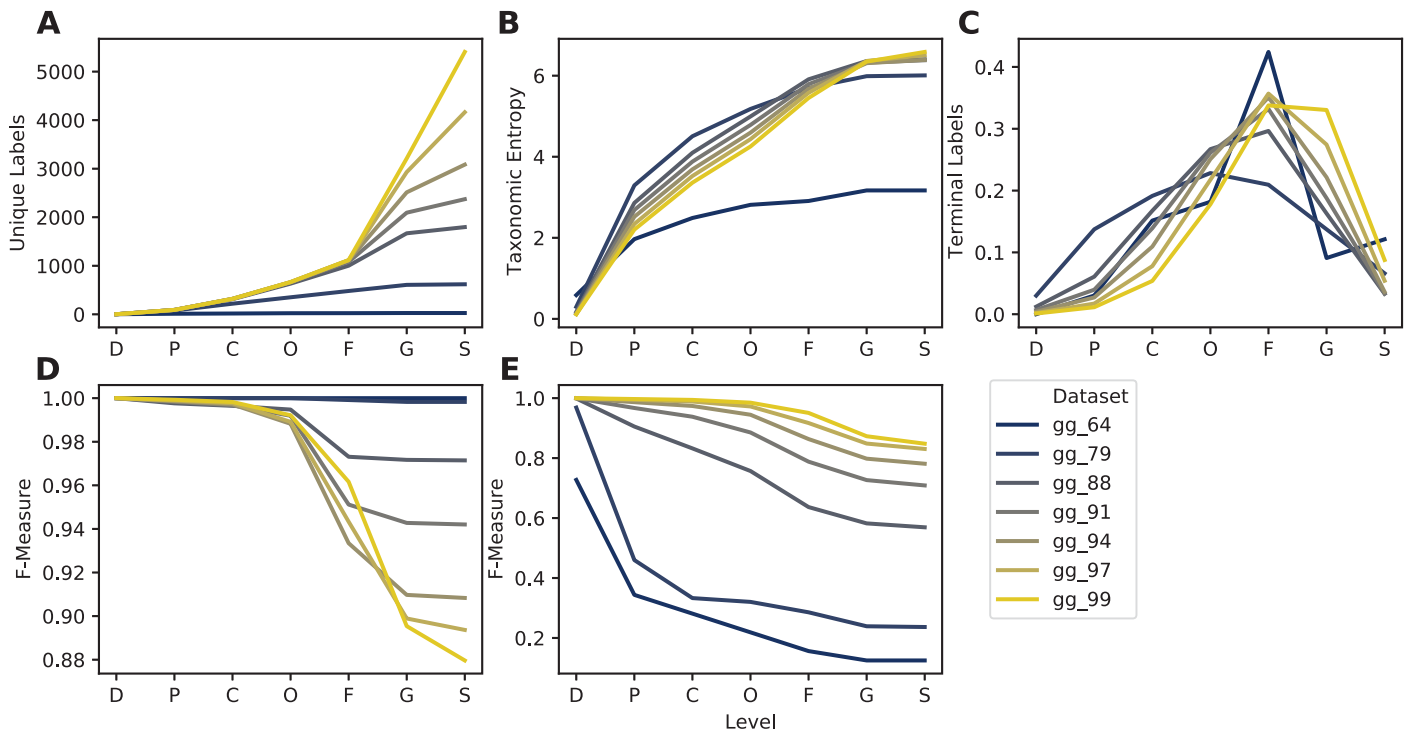 A
Unique Labels
5000
4000
3000
2000
1000
0
D P C O F G S
B
Taxonomic Entropy
6
4
2
0
D P C O F G S
C
Terminal Labels
0.4
0.3
0.2
0.1
0.0
D P C O F G S
D
F-Measure
1.00
0.98
0.96
0.94
0.92
0.90
0.88
D P C O F G S
E
F-Measure
1.0
0.8
0.6
0.4
0.2
D P C O F G S
Level
Dataset
gg_64
gg_79
gg_88
gg_91
gg_94
gg_97
gg_99